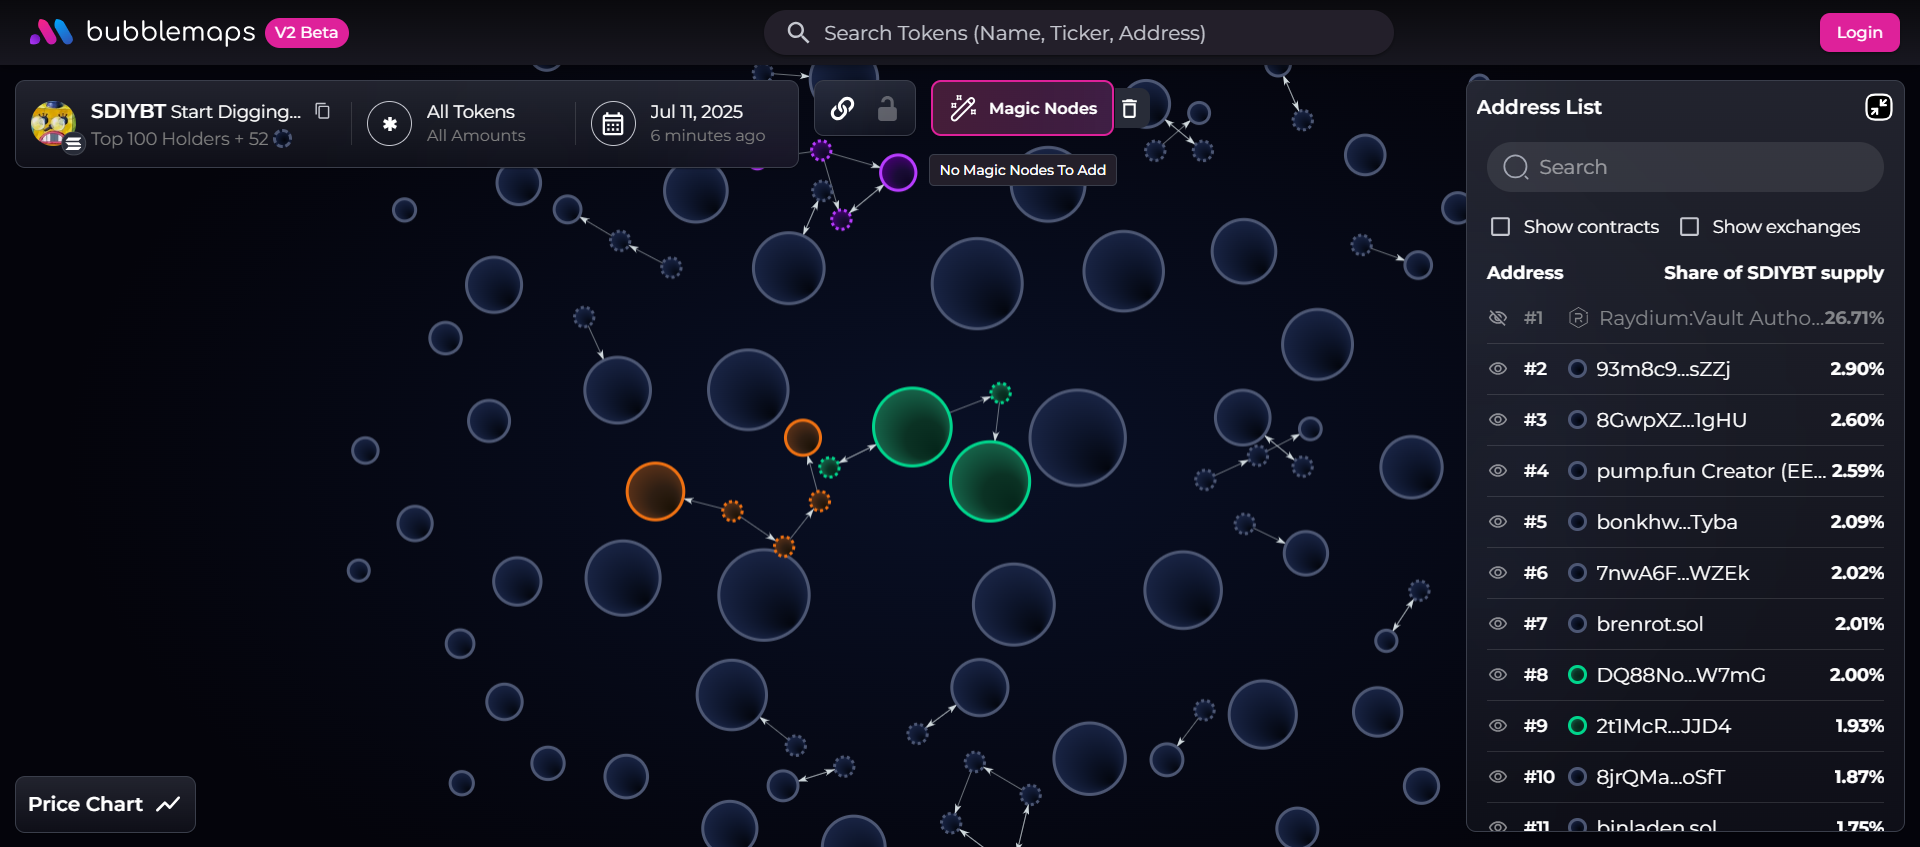 bubblemaps V2 Beta
Search Tokens (Name, Ticker, Address)
Login
SDIYBT Start Digging...
Top 100 Holders + 52
All Tokens
All Amounts
Jul 11, 2025
6 minutes ago
Magic Nodes
No Magic Nodes To Add
Address List
Search
Show contracts
Show exchanges
Address Share of SDIYBT supply
#1 Raydium:Vault Autho... 26.71%
#2 93m8c9...sZZj 2.90%
#3 8GwpXZ...1gHU 2.60%
#4 pump.fun Creator (EE... 2.59%
#5 bonkhw...Tyba 2.09%
#6 7nwA6F...WZEk 2.02%
#7 brenrot.sol 2.01%
#8 DQ88No...W7mG 2.00%
#9 2t1McR...JJD4 1.93%
#10 8jrQMa...oSfT 1.87%
#11 binladen.sol 1.75%
Price Chart